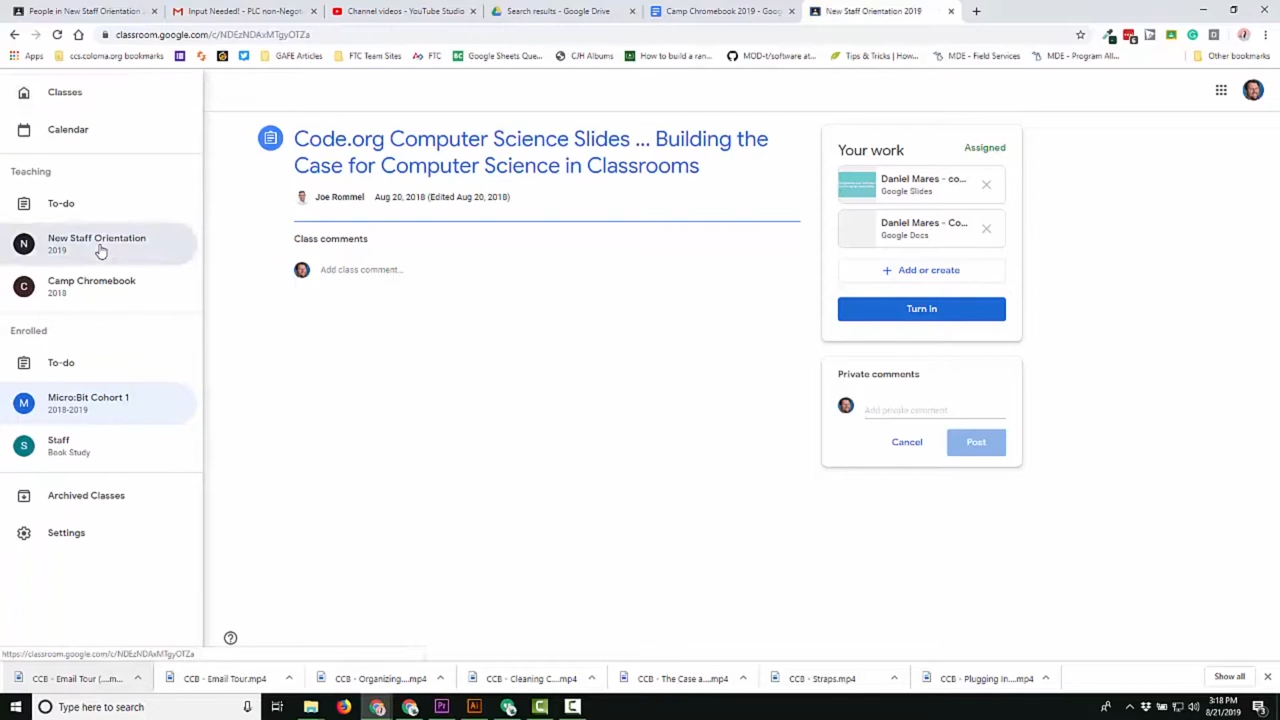 People in New Staff Orientation
Input Needed! - PLC non-Negot
Channel videos - YouTube Studio
Search results - Google Drive
Camp Chromebook 2019 - Goog
New Staff Orientation 2019
classroom.google.com/c/NDEzNDAxMTgyOTZa
Apps
ccs.coloma.org bookmarks
GAFE Articles
FTC Team Sites
FTC
Google Sheets Que...
CJH Albums
How to build a ran...
MOD-t/software at...
Tips & Tricks | How...
MDE - Field Services
MDE - Program All...
Other bookmarks
Classes
Calendar
Teaching
To-do
New Staff Orientation
2019
Camp Chromebook
2018
Enrolled
To-do
Micro:Bit Cohort 1
2018-2019
Staff
Book Study
Archived Classes
Settings
N
C
M
S
Code.org Computer Science Slides ... Building the
Case for Computer Science in Classrooms
Joe Rommel Aug 20, 2018 (Edited Aug 20, 2018)
Class comments
Add class comment...
Your work
Assigned
Daniel Mares - co...
Google Slides
Daniel Mares - Co...
Google Docs
+ Add or create
Turn In
Private comments
Add private comment...
Cancel
Post
https://classroom.google.com/c/NDEzNDAxMTgyOTZa
CCB - Email Tour (....m...
CCB - Email Tour.mp4
CCB - Organizing....mp4
CCB - Cleaning C....mp4
CCB - The Case a....mp4
CCB - Straps.mp4
CCB - Plugging In....mp4
Show all
Type here to search
3:18 PM
8/21/2019